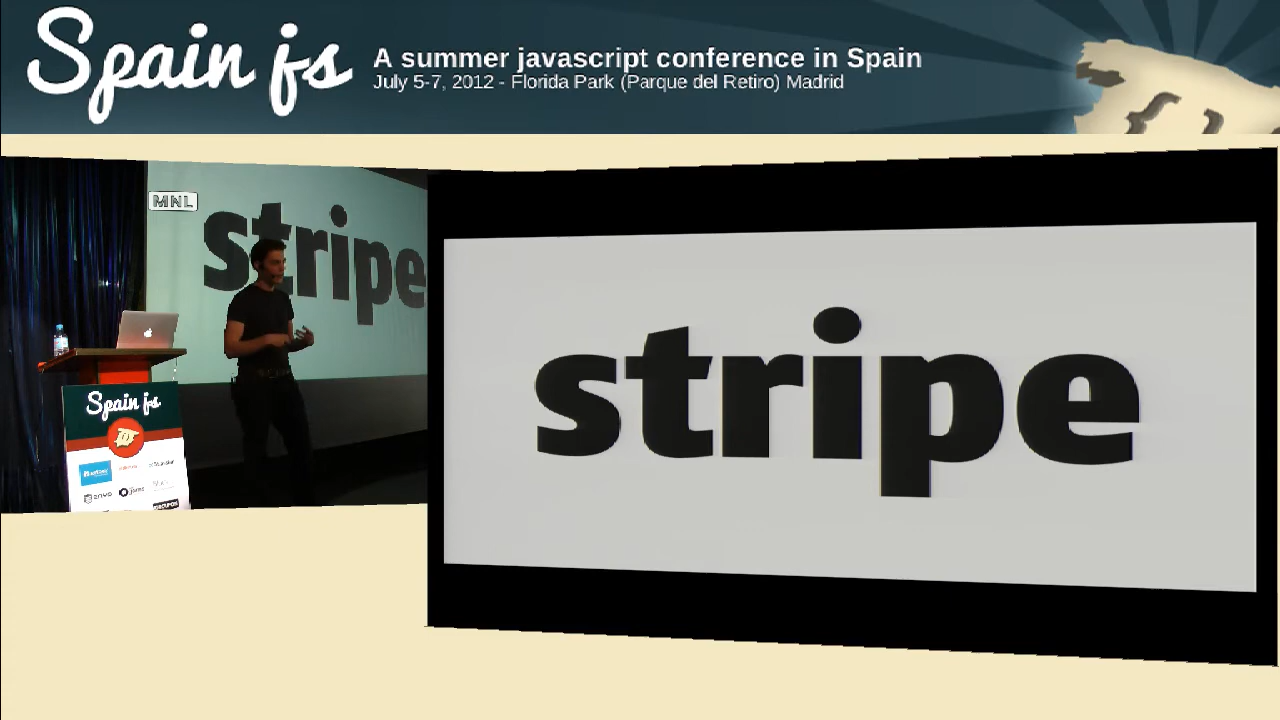 Spain js
A summer javascript conference in Spain
July 5-7, 2012 - Florida Park (Parque del Retiro) Madrid
MNL
stripe
stripe
Spain js